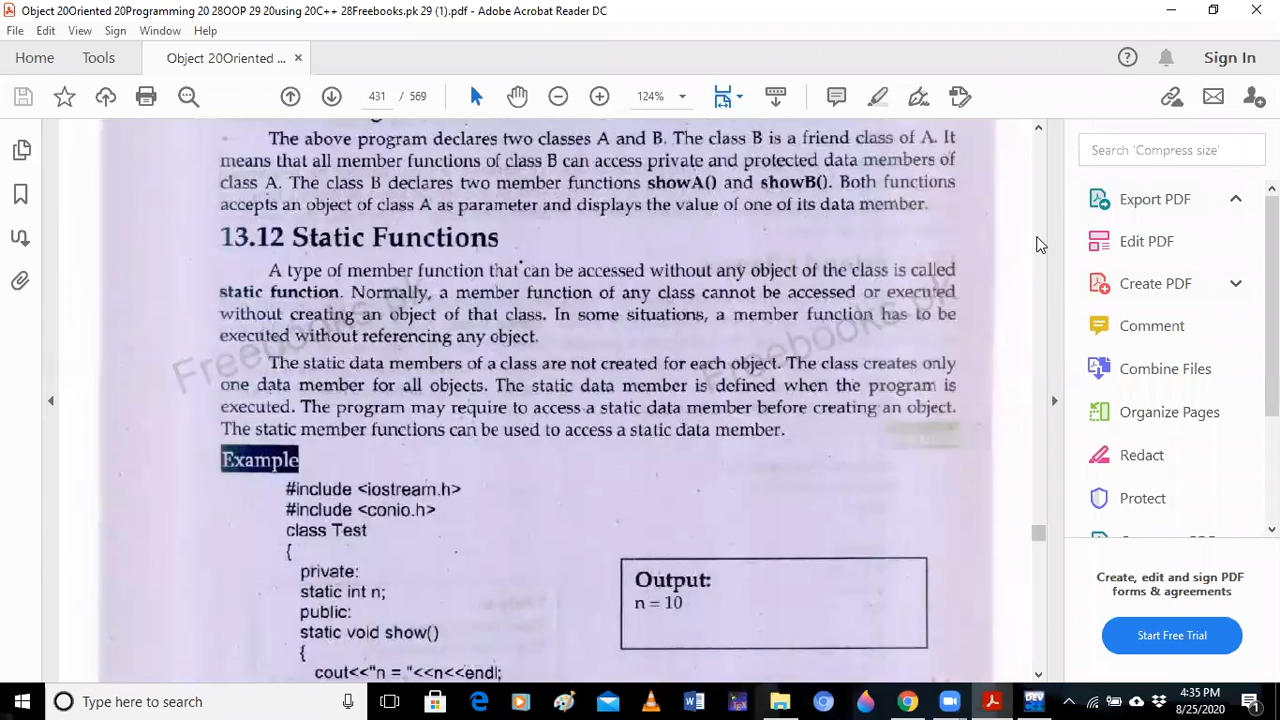 Object 20Oriented 20Programming 20 28OOP 29 20using 20C++ 28Freebooks.pk 29 (1).pdf - Adobe Acrobat Reader DC
File Edit View Sign Window Help
Home Tools Object 20Oriented ... × Sign In
431 / 569 124%
The above program declares two classes A and B. The class B is a friend class of A. It
means that all member functions of class B can access private and protected data members of
class A. The class B declares two member functions showA() and showB(). Both functions
accepts an object of class A as parameter and displays the value of one of its data member.
13.12 Static Functions
A type of member function that can be accessed without any object of the class is called
static function. Normally, a member function of any class cannot be accessed or executed
without creating an object of that class. In some situations, a member function has to be
executed without referencing any object.
The static data members of a class are not created for each object. The class creates only
one data member for all objects. The static data member is defined when the program is
executed. The program may require to access a static data member before creating an object.
The static member functions can be used to access a static data member.
Example
#include <iostream.h>
#include <conio.h>
class Test
{
private:
static int n;
public:
static void show()
{
cout<<"n = "<<n<<endl;
Output:
n = 10
Freebooks.pk
Search 'Compress size'
Export PDF
Edit PDF
Create PDF
Comment
Combine Files
Organize Pages
Redact
Protect
Create, edit and sign PDF
forms & agreements
Start Free Trial
Type here to search
DEV
4:35 PM
8/25/2020
1